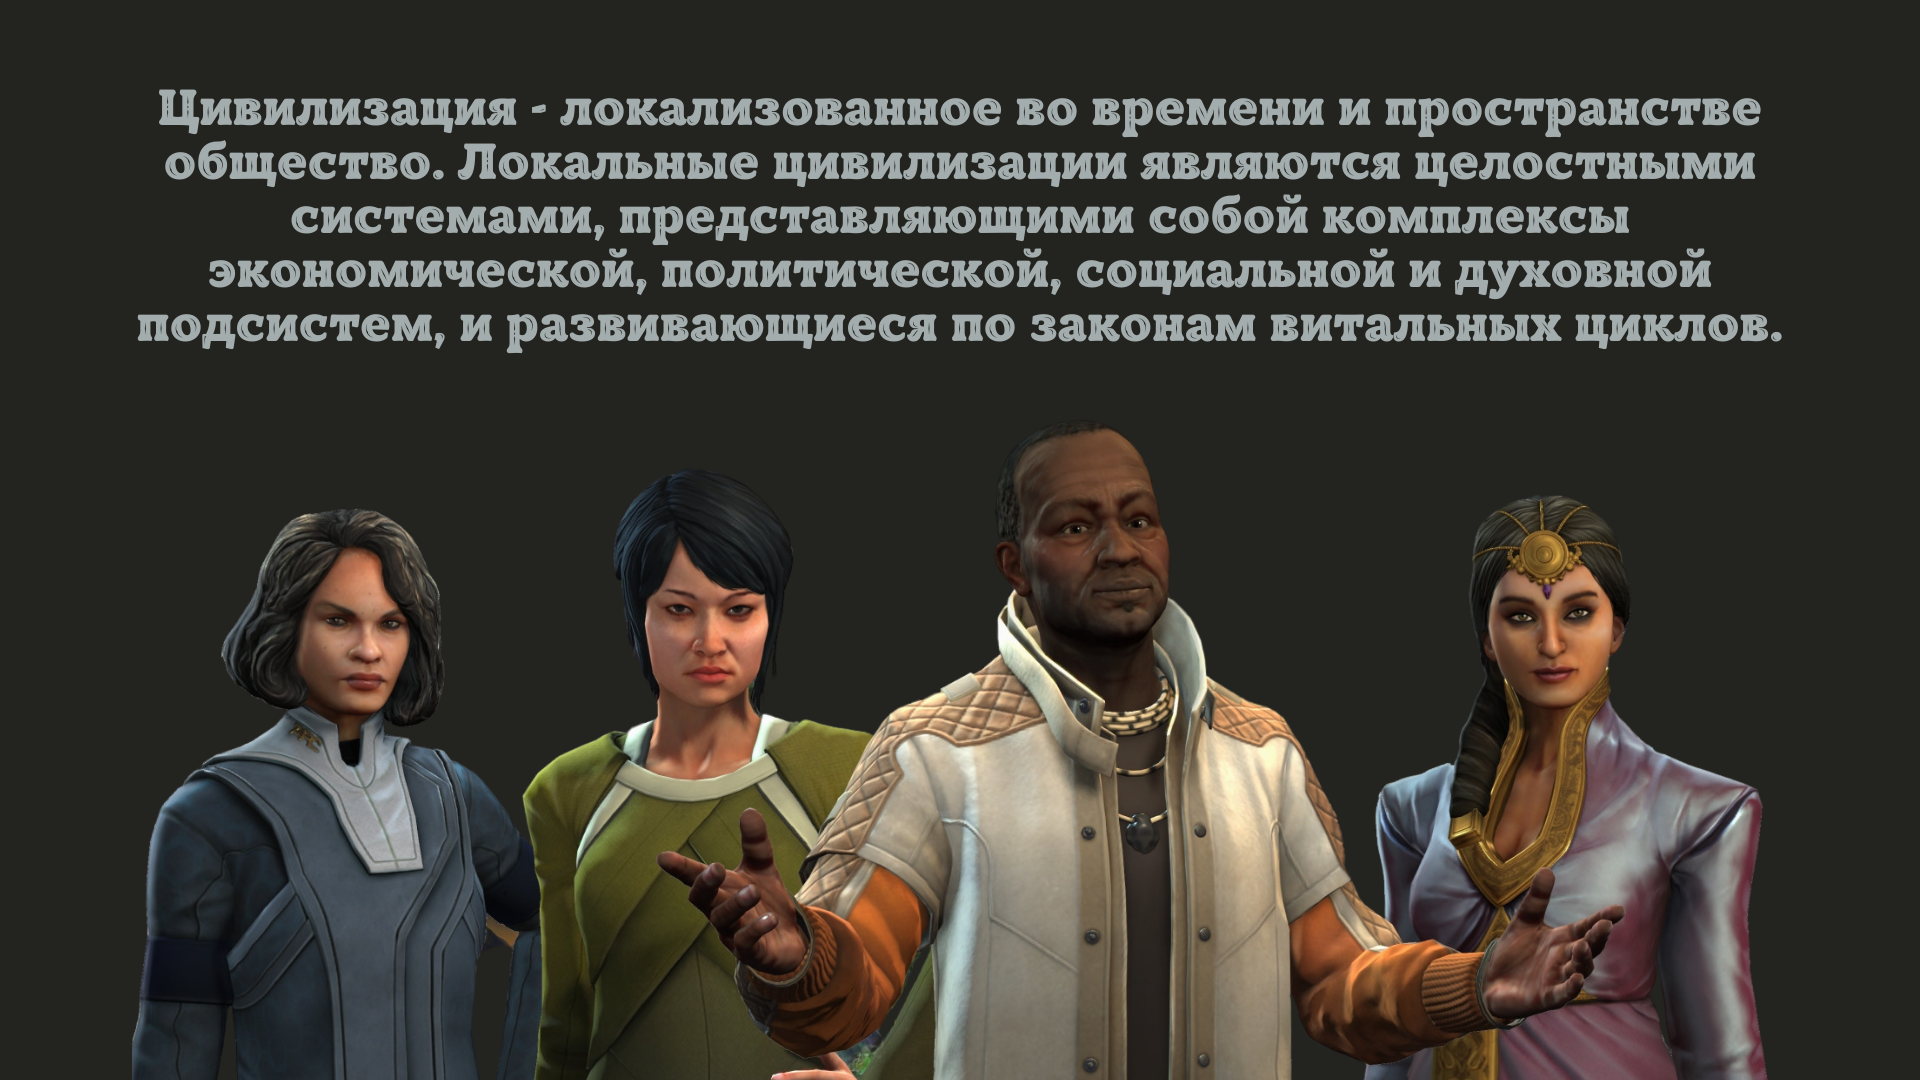 Цивилизация - локализованное во времени и пространстве
общество. Локальные цивилизации являются целостными
системами, представляющими собой комплексы
экономической, политической, социальной и духовной
подсистем, и развивающиеся по законам витальных циклов.